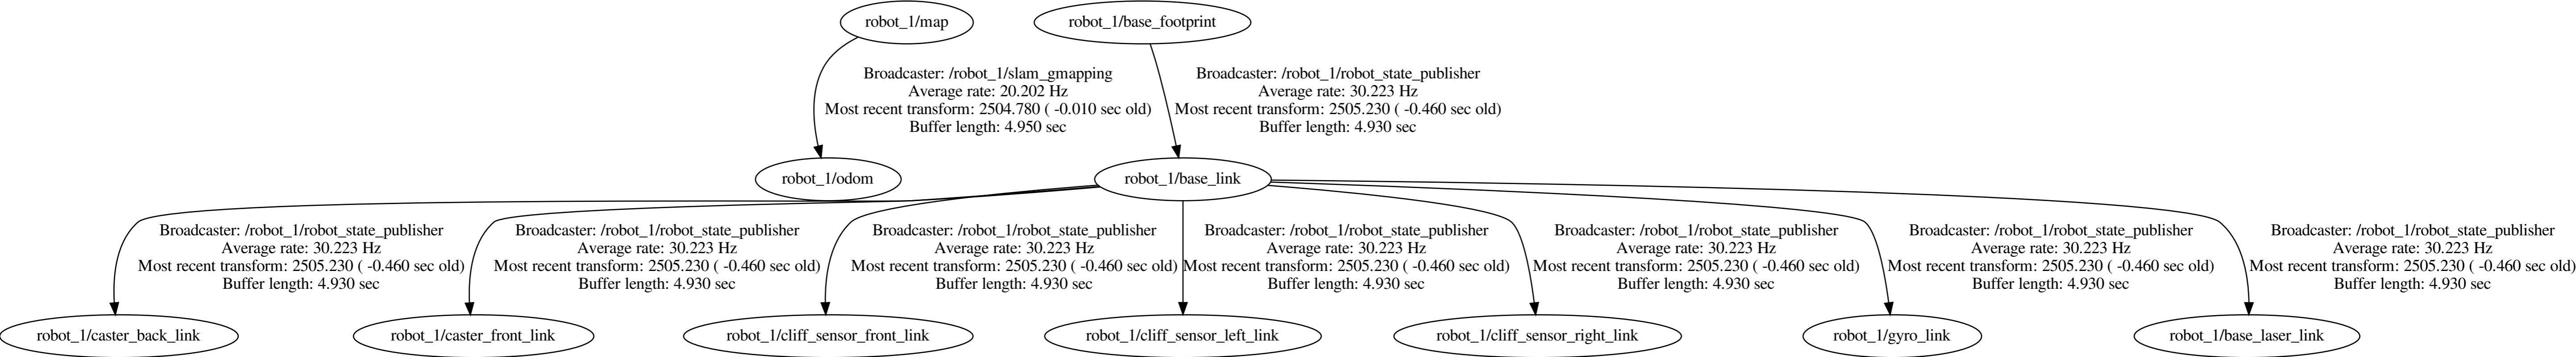 robot_1/map
robot_1/base_footprint
Broadcaster: /robot_1/slam_gmapping
Average rate: 20.202 Hz
Most recent transform: 2504.780 ( -0.010 sec old)
Buffer length: 4.950 sec
Broadcaster: /robot_1/robot_state_publisher
Average rate: 30.223 Hz
Most recent transform: 2505.230 ( -0.460 sec old)
Buffer length: 4.930 sec
robot_1/odom
robot_1/base_link
Broadcaster: /robot_1/robot_state_publisher
Average rate: 30.223 Hz
Most recent transform: 2505.230 ( -0.460 sec old)
Buffer length: 4.930 sec
Broadcaster: /robot_1/robot_state_publisher
Average rate: 30.223 Hz
Most recent transform: 2505.230 ( -0.460 sec old)
Buffer length: 4.930 sec
Broadcaster: /robot_1/robot_state_publisher
Average rate: 30.223 Hz
Most recent transform: 2505.230 ( -0.460 sec old)
Buffer length: 4.930 sec
Broadcaster: /robot_1/robot_state_publisher
Average rate: 30.223 Hz
Most recent transform: 2505.230 ( -0.460 sec old)
Buffer length: 4.930 sec
Broadcaster: /robot_1/robot_state_publisher
Average rate: 30.223 Hz
Most recent transform: 2505.230 ( -0.460 sec old)
Buffer length: 4.930 sec
Broadcaster: /robot_1/robot_state_publisher
Average rate: 30.223 Hz
Most recent transform: 2505.230 ( -0.460 sec old)
Buffer length: 4.930 sec
Broadcaster: /robot_1/robot_state_publisher
Average rate: 30.223 Hz
Most recent transform: 2505.230 ( -0.460 sec old)
Buffer length: 4.930 sec
robot_1/caster_back_link
robot_1/caster_front_link
robot_1/cliff_sensor_front_link
robot_1/cliff_sensor_left_link
robot_1/cliff_sensor_right_link
robot_1/gyro_link
robot_1/base_laser_link